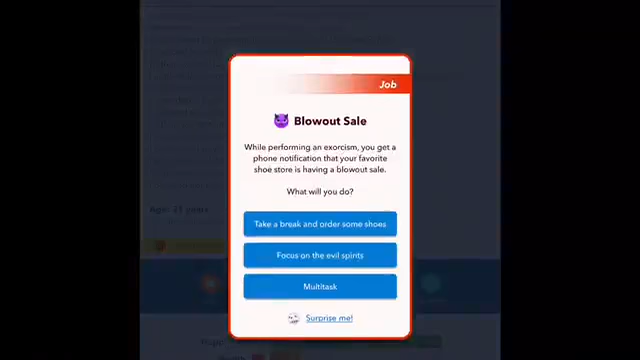 Job
Blowout Sale
While performing an exorcism, you get a
phone notification that your favorite
shoe store is having a blowout sale.
What will you do?
Take a break and order some shoes
Focus on the evil spirits
Multitask
Surprise me!
Age: 31 years